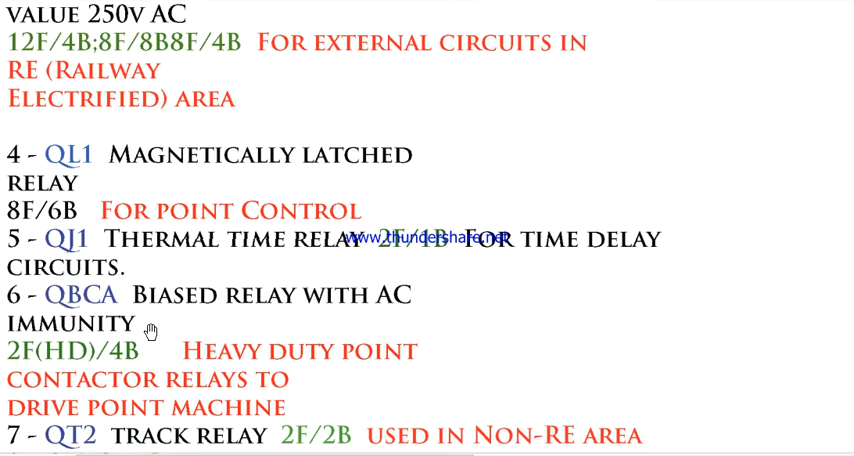 VALUE 250V AC
12F/4B;8F/8B8F/4B FOR EXTERNAL CIRCUITS IN
RE (RAILWAY
ELECTRIFIED) AREA
4 - QL1 MAGNETICALLY LATCHED
RELAY
8F/6B FOR POINT CONTROL
5 - QJ1 THERMAL TIME RELAY 2F/1B FOR TIME DELAY
www.thundershare.net
CIRCUITS.
6 - QBCA BIASED RELAY WITH AC
IMMUNITY
2F(HD)/4B HEAVY DUTY POINT
CONTACTOR RELAYS TO
DRIVE POINT MACHINE
7 - QT2 TRACK RELAY 2F/2B USED IN NON-RE AREA